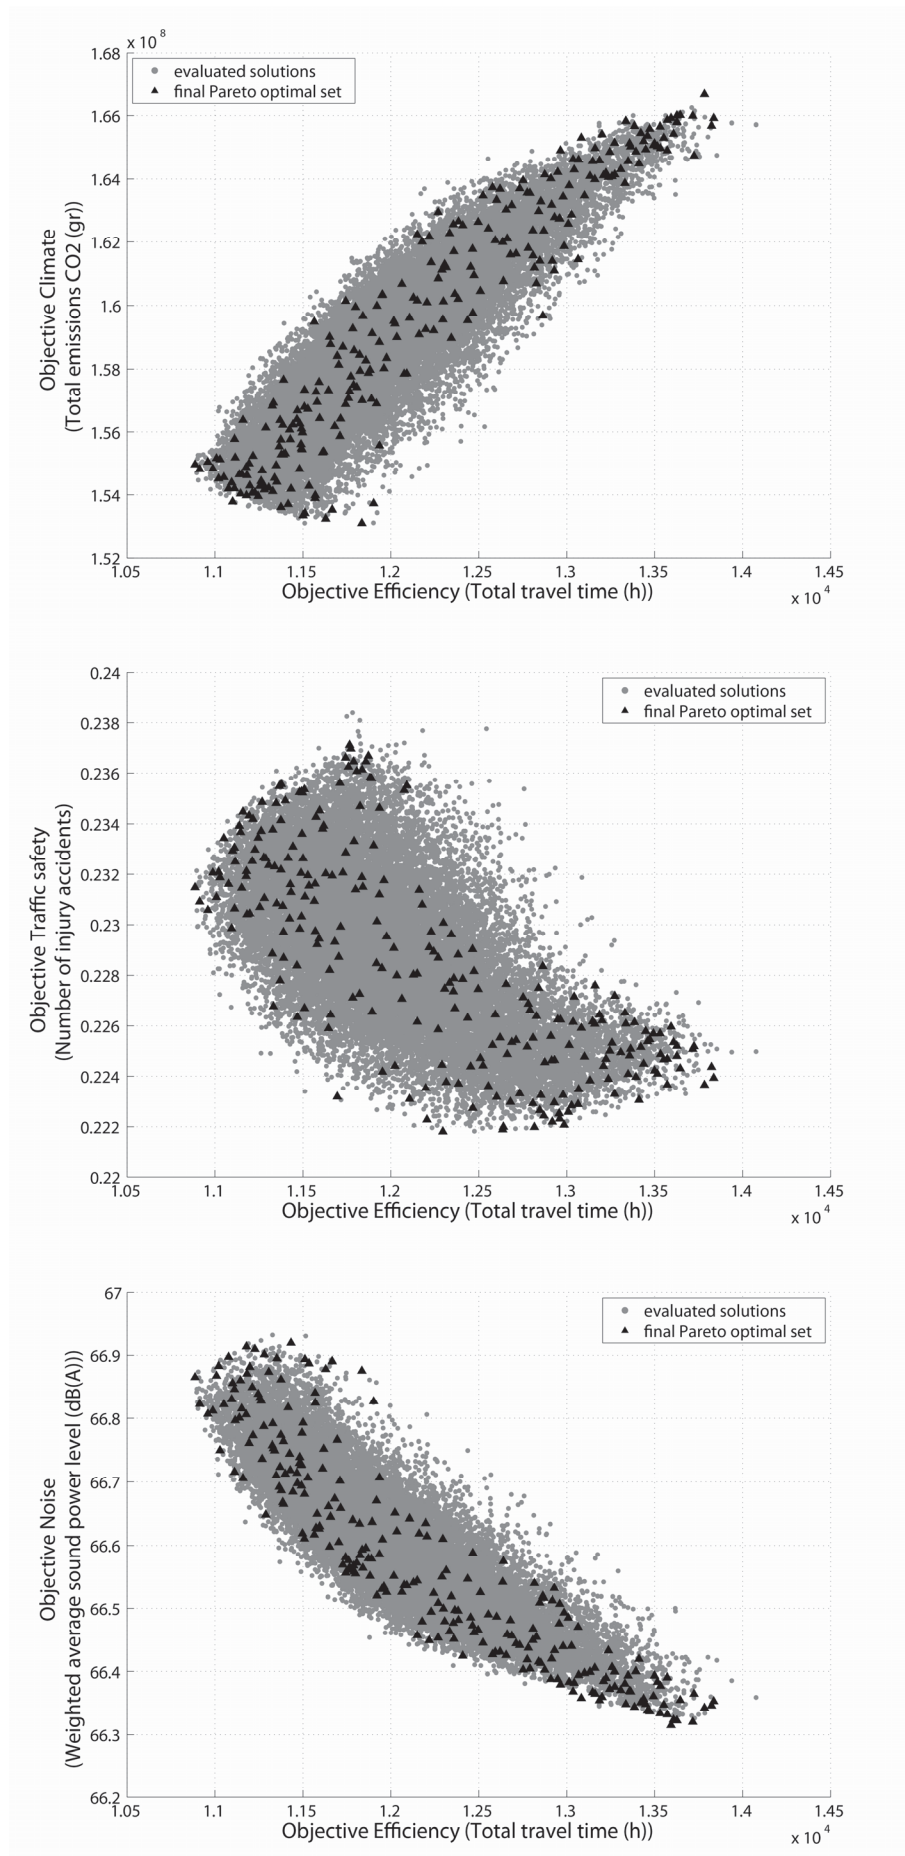 x 10 8
1.68
1.66
1.64
1.62
1.6
1.58
1.56
1.54
1.52
evaluated solutions
final Pareto optimal set
Objective Climate
(Total emissions CO2 (gr))
1.05 1.1 1.15 1.2 1.25 1.3 1.35 1.4 1.45
Objective Efficiency (Total travel time (h))
x 10 4
0.24
0.238
0.236
0.234
0.232
0.23
0.228
0.226
0.224
0.222
0.22
evaluated solutions
final Pareto optimal set
Objective Traffic safety
(Number of injury accidents)
1.05 1.1 1.15 1.2 1.25 1.3 1.35 1.4 1.45
Objective Efficiency (Total travel time (h))
x 10 4
67
66.9
66.8
66.7
66.6
66.5
66.4
66.3
66.2
evaluated solutions
final Pareto optimal set
Objective Noise
(Weighted average sound power level (dB(A)))
1.05 1.1 1.15 1.2 1.25 1.3 1.35 1.4 1.45
Objective Efficiency (Total travel time (h))
x 10 4